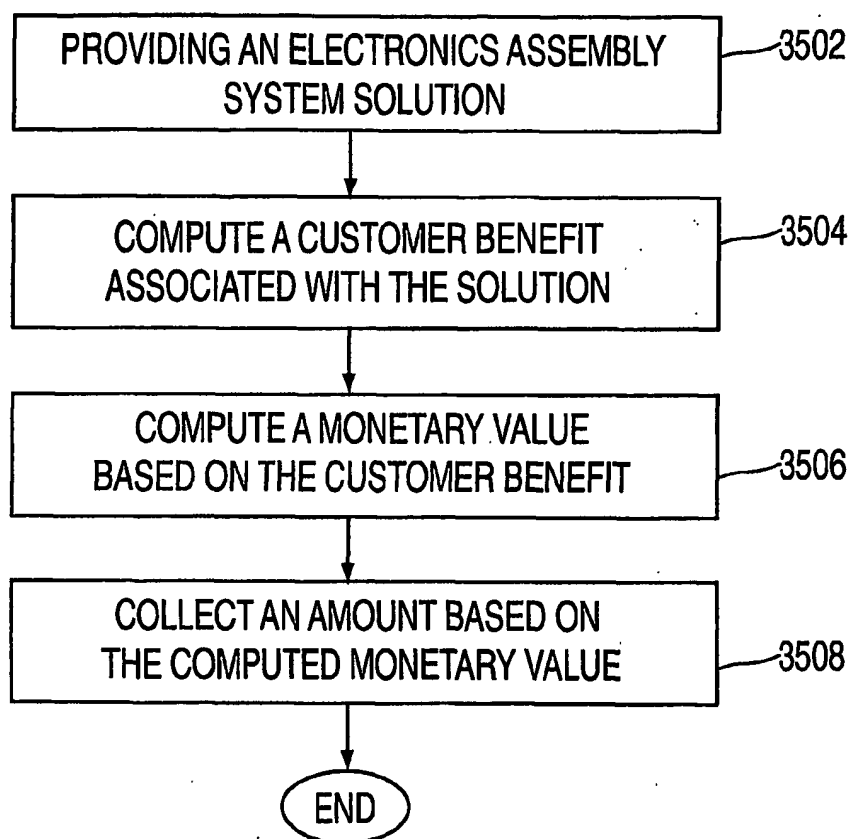 PROVIDING AN ELECTRONICS ASSEMBLY
SYSTEM SOLUTION
3502
COMPUTE A CUSTOMER BENEFIT
ASSOCIATED WITH THE SOLUTION
3504
COMPUTE A MONETARY VALUE
BASED ON THE CUSTOMER BENEFIT
3506
COLLECT AN AMOUNT BASED ON
THE COMPUTED MONETARY VALUE
3508
END